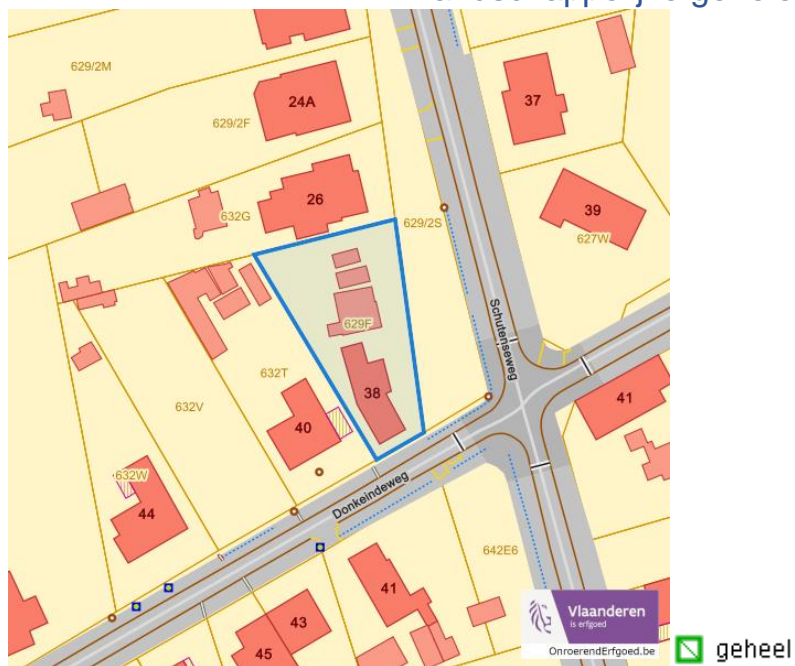 629/2M
24A
629/2F
37
26
632G
629/2S
39
627W
629F
Schutenseweg
632T
38
632V
40
41
632W
44
Donkeindeweg
642E6
41
43
45
Vlaanderen
is erfgoed
OnroerendErfgoed.be
geheel